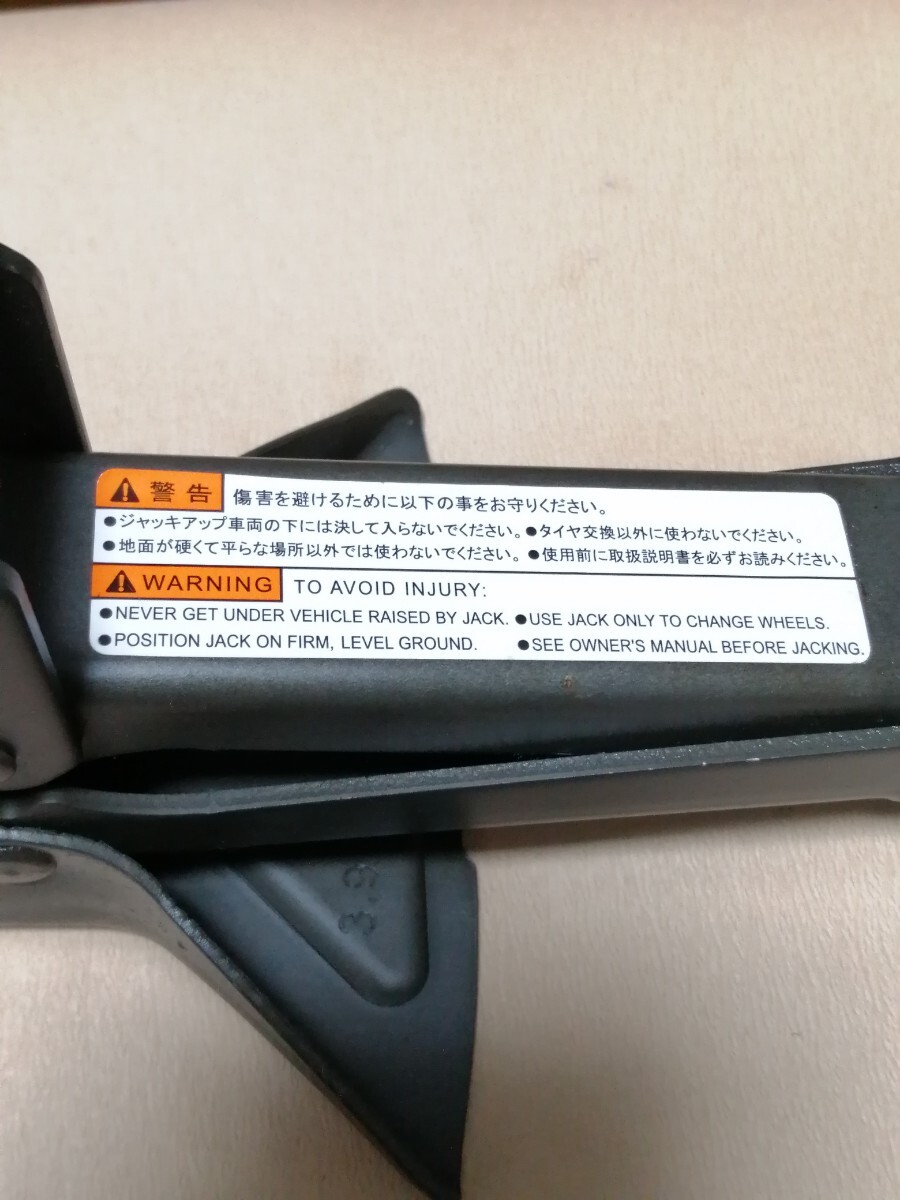 警告 傷害を避けるために以下の事をお守りください。
●ジャッキアップ車両の下には決して入らないでください。●タイヤ交換以外に使わないでください。
●地面が硬くて平らな場所以外では使わないでください。●使用前に取扱説明書を必ずお読みください。
WARNING TO AVOID INJURY:
●NEVER GET UNDER VEHICLE RAISED BY JACK. ●USE JACK ONLY TO CHANGE WHEELS.
●POSITION JACK ON FIRM, LEVEL GROUND. ●SEE OWNER'S MANUAL BEFORE JACKING.